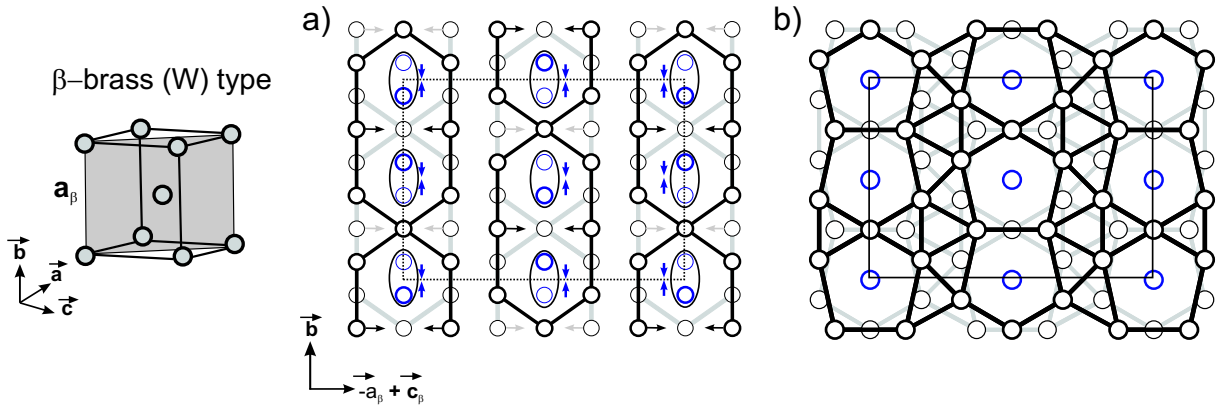 a)
b)
β–brass (W) type
aβ
b
a
c
b
-aβ + cβ